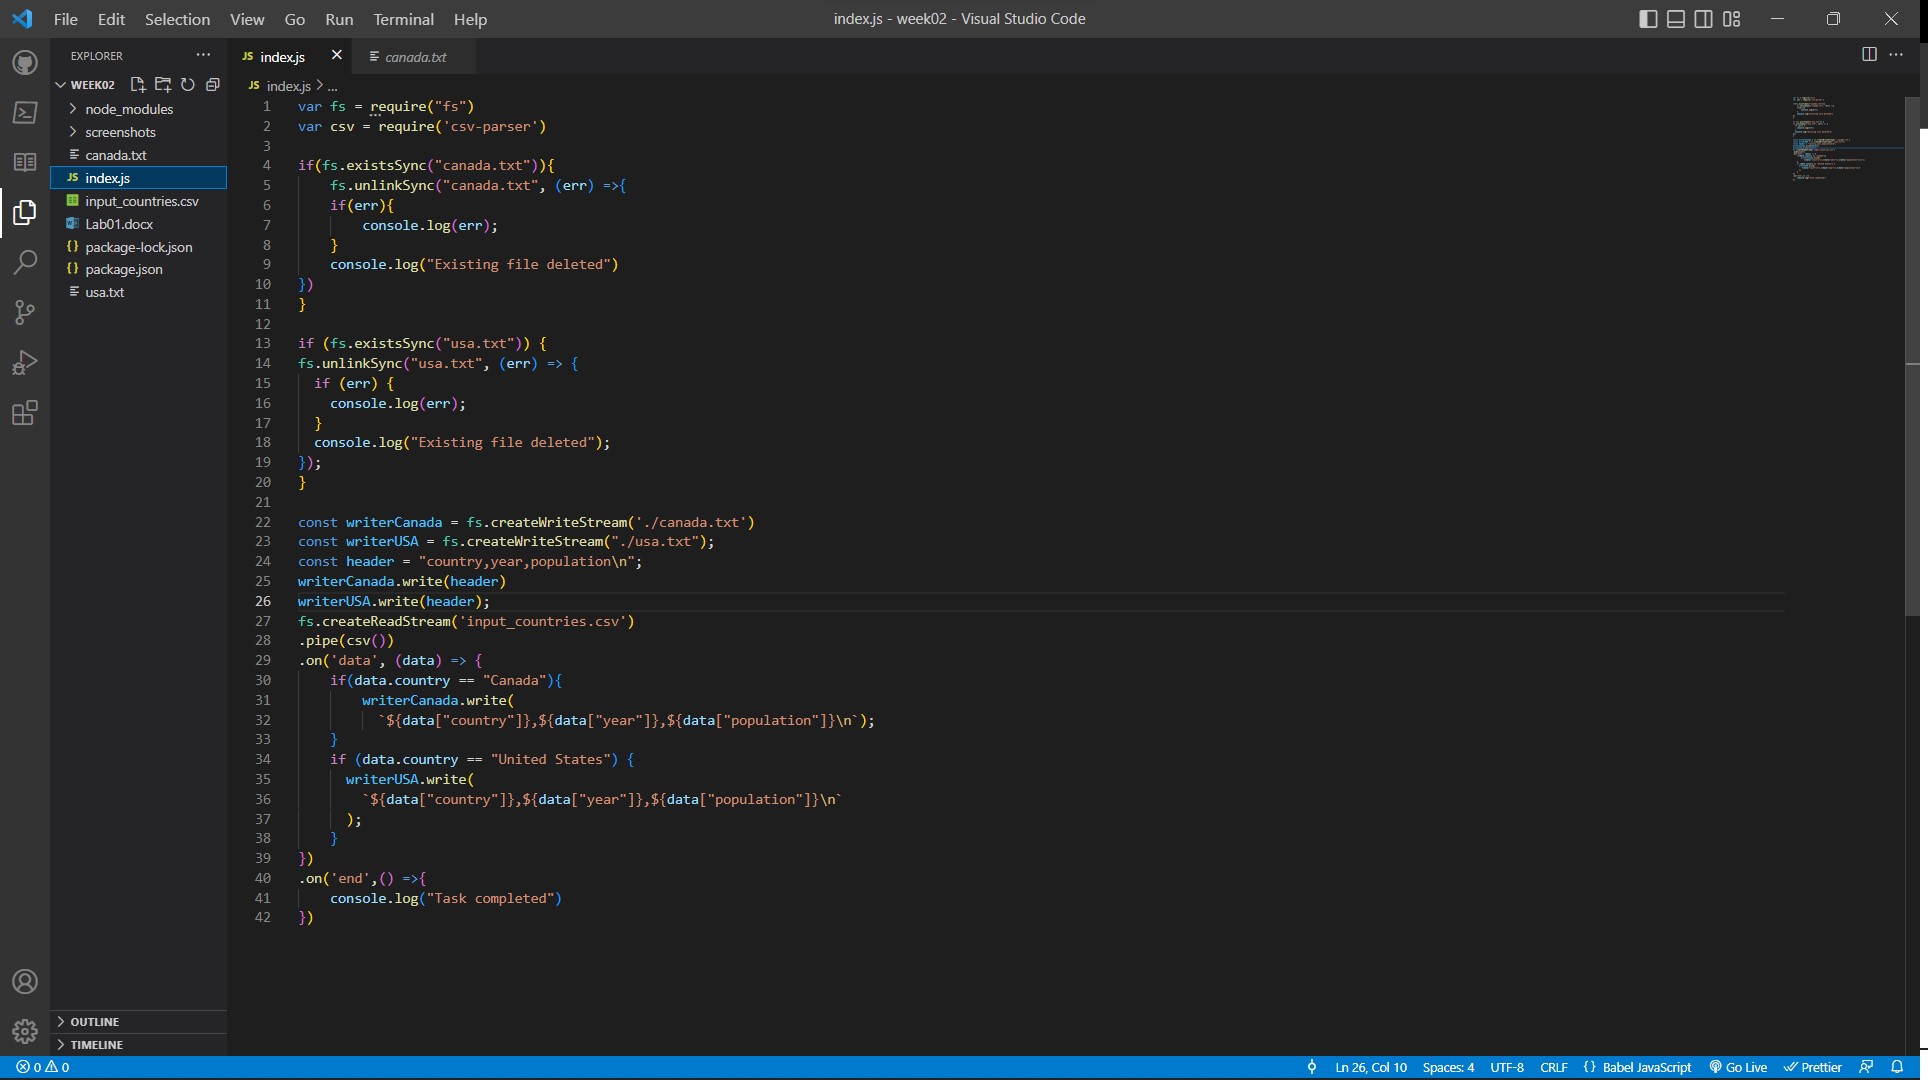 File Edit Selection View Go Run Terminal Help
index.js - week02 - Visual Studio Code
EXPLORER
WEEK02
node_modules
screenshots
canada.txt
JS index.js
input_countries.csv
Lab01.docx
{} package-lock.json
{} package.json
usa.txt
OUTLINE
TIMELINE
JS index.js canada.txt
JS index.js > ...
1 var fs = require("fs")
2 var csv = require('csv-parser')
3
4 if(fs.existsSync("canada.txt")){
5 fs.unlinkSync("canada.txt", (err) =>{
6 if(err){
7 console.log(err);
8 }
9 console.log("Existing file deleted")
10 })
11 }
12
13 if (fs.existsSync("usa.txt")) {
14 fs.unlinkSync("usa.txt", (err) => {
15 if (err) {
16 console.log(err);
17 }
18 console.log("Existing file deleted");
19 });
20 }
21
22 const writerCanada = fs.createWriteStream('./canada.txt')
23 const writerUSA = fs.createWriteStream("./usa.txt");
24 const header = "country,year,population\n";
25 writerCanada.write(header)
26 writerUSA.write(header);
27 fs.createReadStream('input_countries.csv')
28 .pipe(csv())
29 .on('data', (data) => {
30 if(data.country == "Canada"){
31 writerCanada.write(
32 `${data["country"]},${data["year"]},${data["population"]}\n`);
33 }
34 if (data.country == "United States") {
35 writerUSA.write(
36 `${data["country"]},${data["year"]},${data["population"]}\n`
37 );
38 }
39 })
40 .on('end',() =>{
41 console.log("Task completed")
42 })
0 0
Ln 26, Col 10 Spaces: 4 UTF-8 CRLF {} Babel JavaScript Go Live Prettier